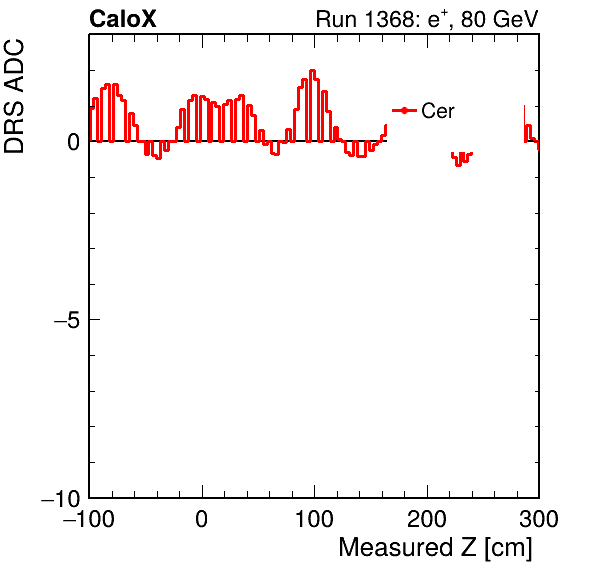 CaloX Run 1368: e⁺, 80 GeV
DRS ADC
Cer
0
−5
−10
−100 0 100 200 300
Measured Z [cm]